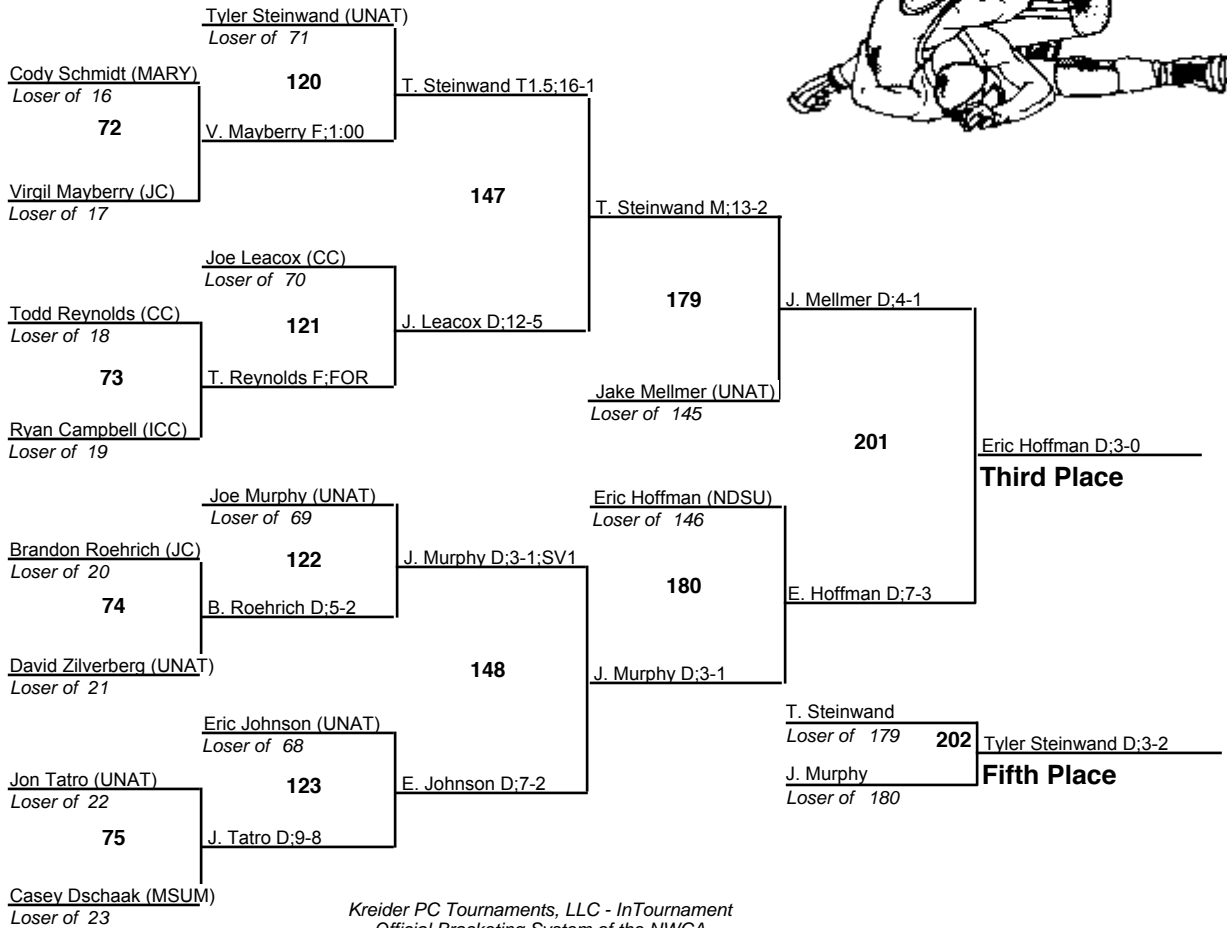 Tyler Steinwand (UNAT)
Loser of 71
Cody Schmidt (MARY)
Loser of 16
120
T. Steinwand T1.5;16-1
72
V. Mayberry F;1:00
Virgil Mayberry (JC)
Loser of 17
147
T. Steinwand M;13-2
Joe Leacox (CC)
Loser of 70
Todd Reynolds (CC)
Loser of 18
121
J. Leacox D;12-5
179
J. Mellmer D;4-1
73
T. Reynolds F;FOR
Jake Mellmer (UNAT)
Loser of 145
Ryan Campbell (ICC)
Loser of 19
201
Eric Hoffman D;3-0
Third Place
Joe Murphy (UNAT)
Loser of 69
Eric Hoffman (NDSU)
Loser of 146
Brandon Roehrich (JC)
Loser of 20
122
J. Murphy D;3-1;SV1
180
E. Hoffman D;7-3
74
B. Roehrich D;5-2
David Zilverberg (UNAT)
Loser of 21
148
J. Murphy D;3-1
Eric Johnson (UNAT)
Loser of 68
T. Steinwand
Loser of 179
202
Tyler Steinwand D;3-2
Fifth Place
J. Murphy
Loser of 180
Jon Tatro (UNAT)
Loser of 22
123
E. Johnson D;7-2
75
J. Tatro D;9-8
Casey Dschaak (MSUM)
Loser of 23
Kreider PC Tournaments, LLC - InTournament
Official Bracketing System of the NWCA